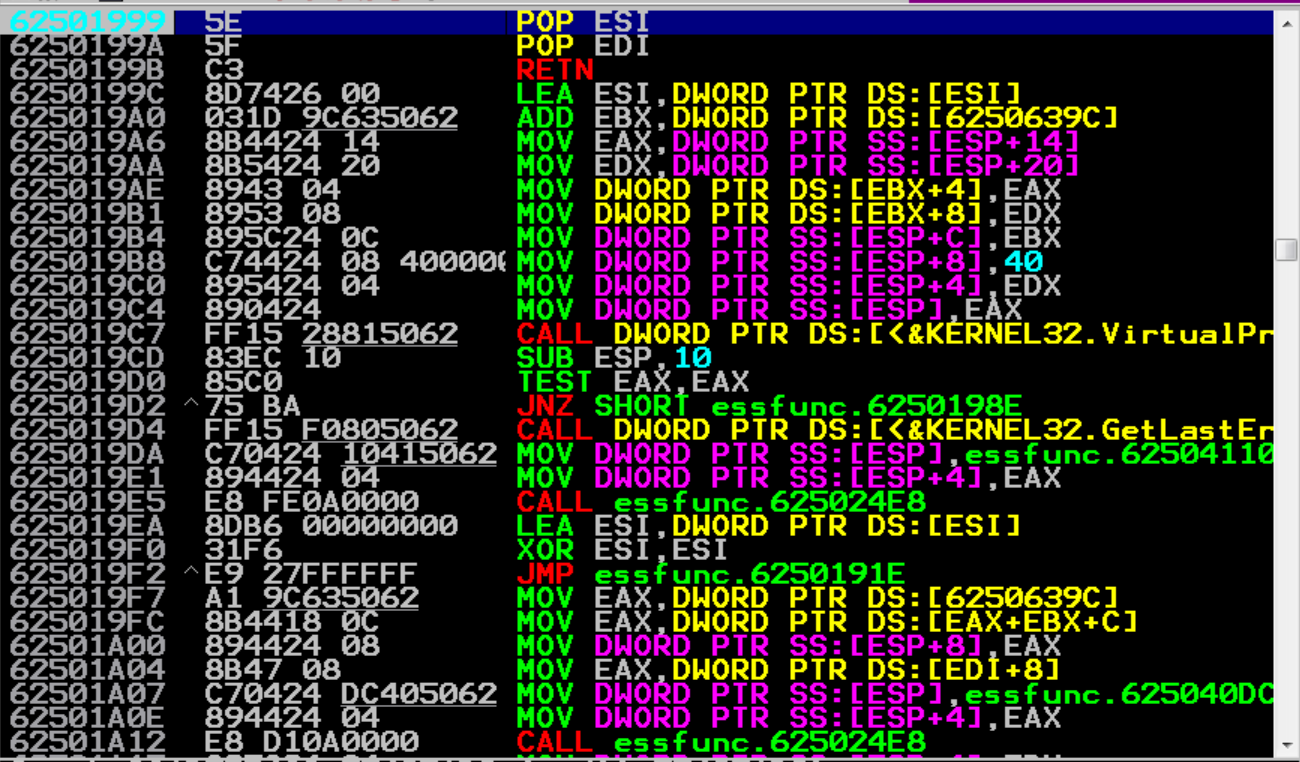 62501999 5E POP ESI
6250199A 5F POP EDI
6250199B C3 RETN
6250199C 8D7426 00 LEA ESI,DWORD PTR DS:[ESI]
625019A0 031D 9C635062 ADD EBX,DWORD PTR DS:[6250639C]
625019A6 8B4424 14 MOV EAX,DWORD PTR SS:[ESP+14]
625019AA 8B5424 20 MOV EDX,DWORD PTR SS:[ESP+20]
625019AE 8943 04 MOV DWORD PTR DS:[EBX+4],EAX
625019B1 8953 08 MOV DWORD PTR DS:[EBX+8],EDX
625019B4 895C24 0C MOV DWORD PTR SS:[ESP+C],EBX
625019B8 C74424 08 400000 MOV DWORD PTR SS:[ESP+8],40
625019C0 895424 04 MOV DWORD PTR SS:[ESP+4],EDX
625019C4 890424 MOV DWORD PTR SS:[ESP],EAX
625019C7 FF15 28815062 CALL DWORD PTR DS:[<&KERNEL32.VirtualPr
625019CD 83EC 10 SUB ESP,10
625019D0 85C0 TEST EAX,EAX
625019D2 ^ 75 BA JNZ SHORT essfunc.6250198E
625019D4 FF15 F0805062 CALL DWORD PTR DS:[<&KERNEL32.GetLastEr
625019DA C70424 10415062 MOV DWORD PTR SS:[ESP],essfunc.62504110
625019E1 894424 04 MOV DWORD PTR SS:[ESP+4],EAX
625019E5 E8 FE0A0000 CALL essfunc.625024E8
625019EA 8DB6 00000000 LEA ESI,DWORD PTR DS:[ESI]
625019F0 31F6 XOR ESI,ESI
625019F2 ^ E9 27FFFFFF JMP essfunc.6250191E
625019F7 A1 9C635062 MOV EAX,DWORD PTR DS:[6250639C]
625019FC 8B4418 0C MOV EAX,DWORD PTR DS:[EAX+EBX+C]
62501A00 894424 08 MOV DWORD PTR SS:[ESP+8],EAX
62501A04 8B47 08 MOV EAX,DWORD PTR DS:[EDI+8]
62501A07 C70424 DC405062 MOV DWORD PTR SS:[ESP],essfunc.625040DC
62501A0E 894424 04 MOV DWORD PTR SS:[ESP+4],EAX
62501A12 E8 D10A0000 CALL essfunc.625024E8